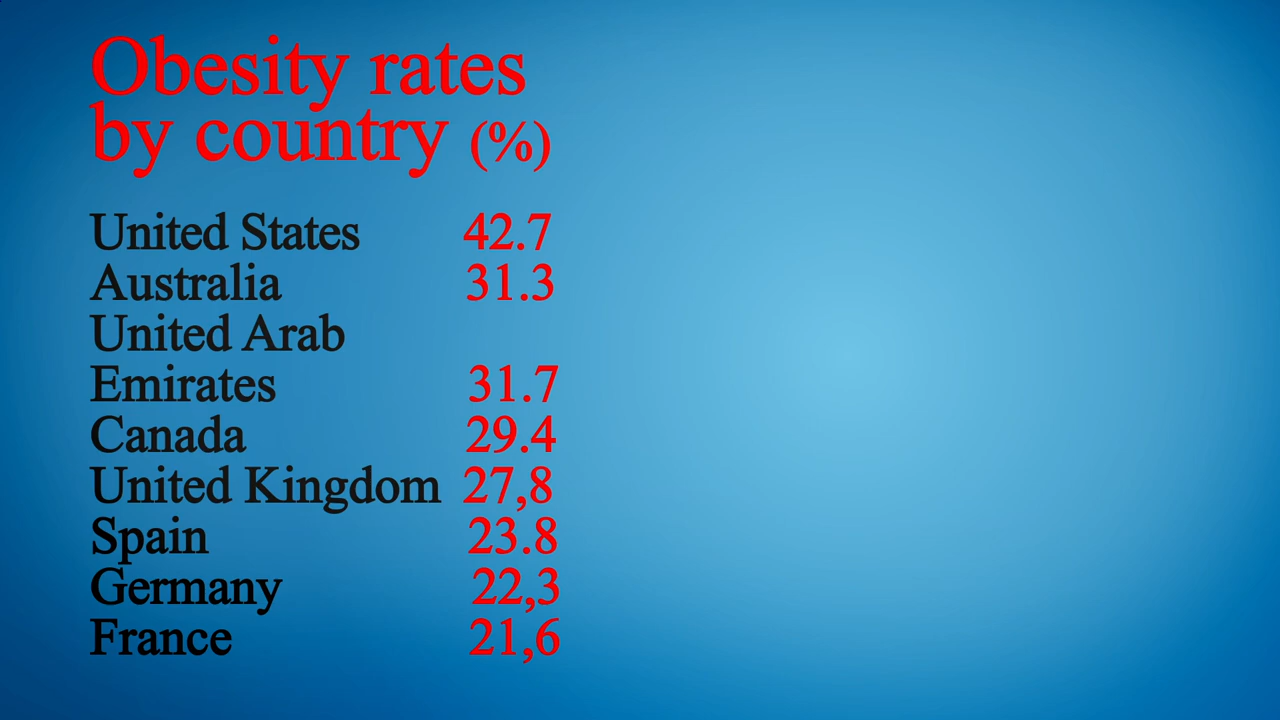 Obesity rates
by country (%)
United States 42.7
Australia 31.3
United Arab
Emirates 31.7
Canada 29.4
United Kingdom 27,8
Spain 23.8
Germany 22,3
France 21,6